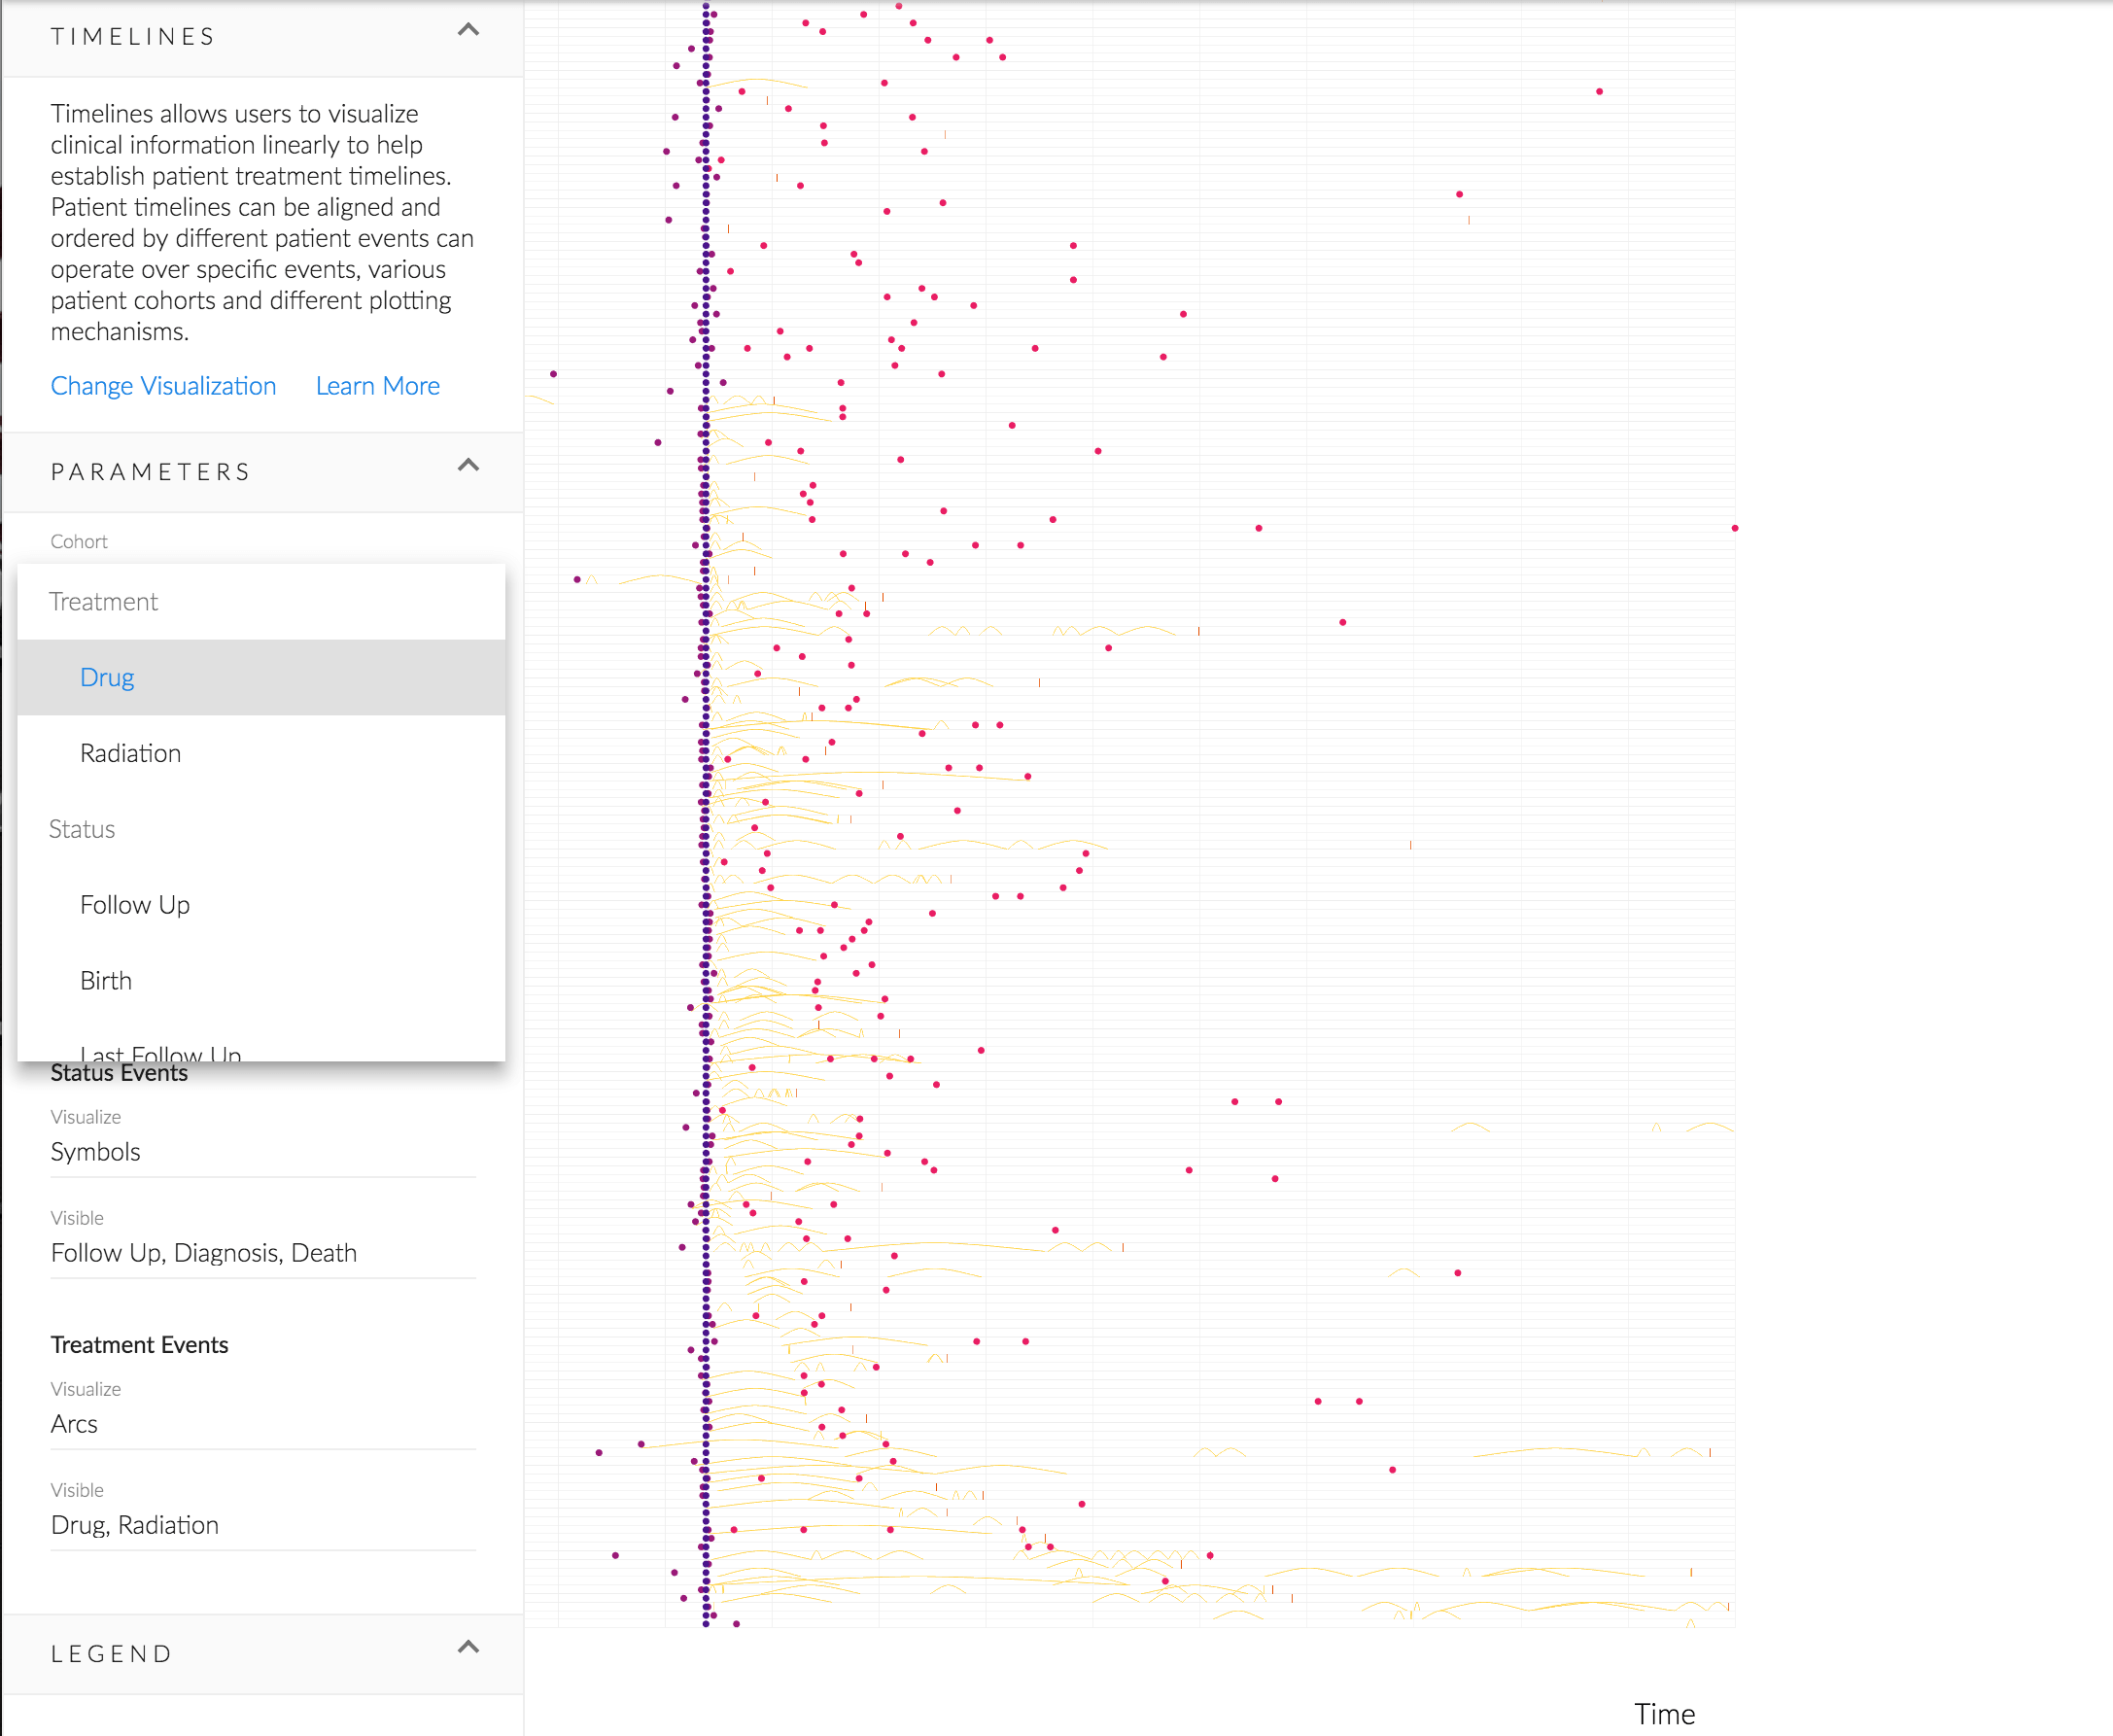 TIMELINES
Timelines allows users to visualize
clinical information linearly to help
establish patient treatment timelines.
Patient timelines can be aligned and
ordered by different patient events can
operate over specific events, various
patient cohorts and different plotting
mechanisms.
Change Visualization Learn More
PARAMETERS
Cohort
Treatment
Drug
Radiation
Status
Follow Up
Birth
Last Follow Up
Status Events
Visualize
Symbols
Visible
Follow Up, Diagnosis, Death
Treatment Events
Visualize
Arcs
Visible
Drug, Radiation
LEGEND
Time